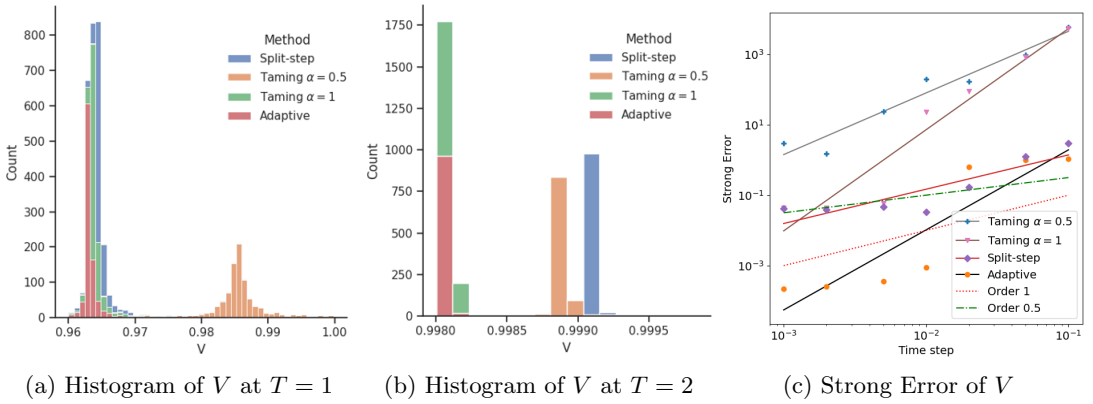 800
700
600
500
400
300
200
100
0
Count
0.96
0.97
0.98
0.99
1.00
V
Method
Split-step
Taming α = 0.5
Taming α = 1
Adaptive
1750
1500
1250
1000
750
500
250
0
Count
0.9980
0.9985
0.9990
0.9995
V
Method
Split-step
Taming α = 0.5
Taming α = 1
Adaptive
10³
10¹
10⁻¹
10⁻³
Strong Error
10⁻³
10⁻²
10⁻¹
Time step
Taming α = 0.5
Taming α = 1
Split-step
Adaptive
Order 1
Order 0.5
(a) Histogram of V at T = 1
(b) Histogram of V at T = 2
(c) Strong Error of V